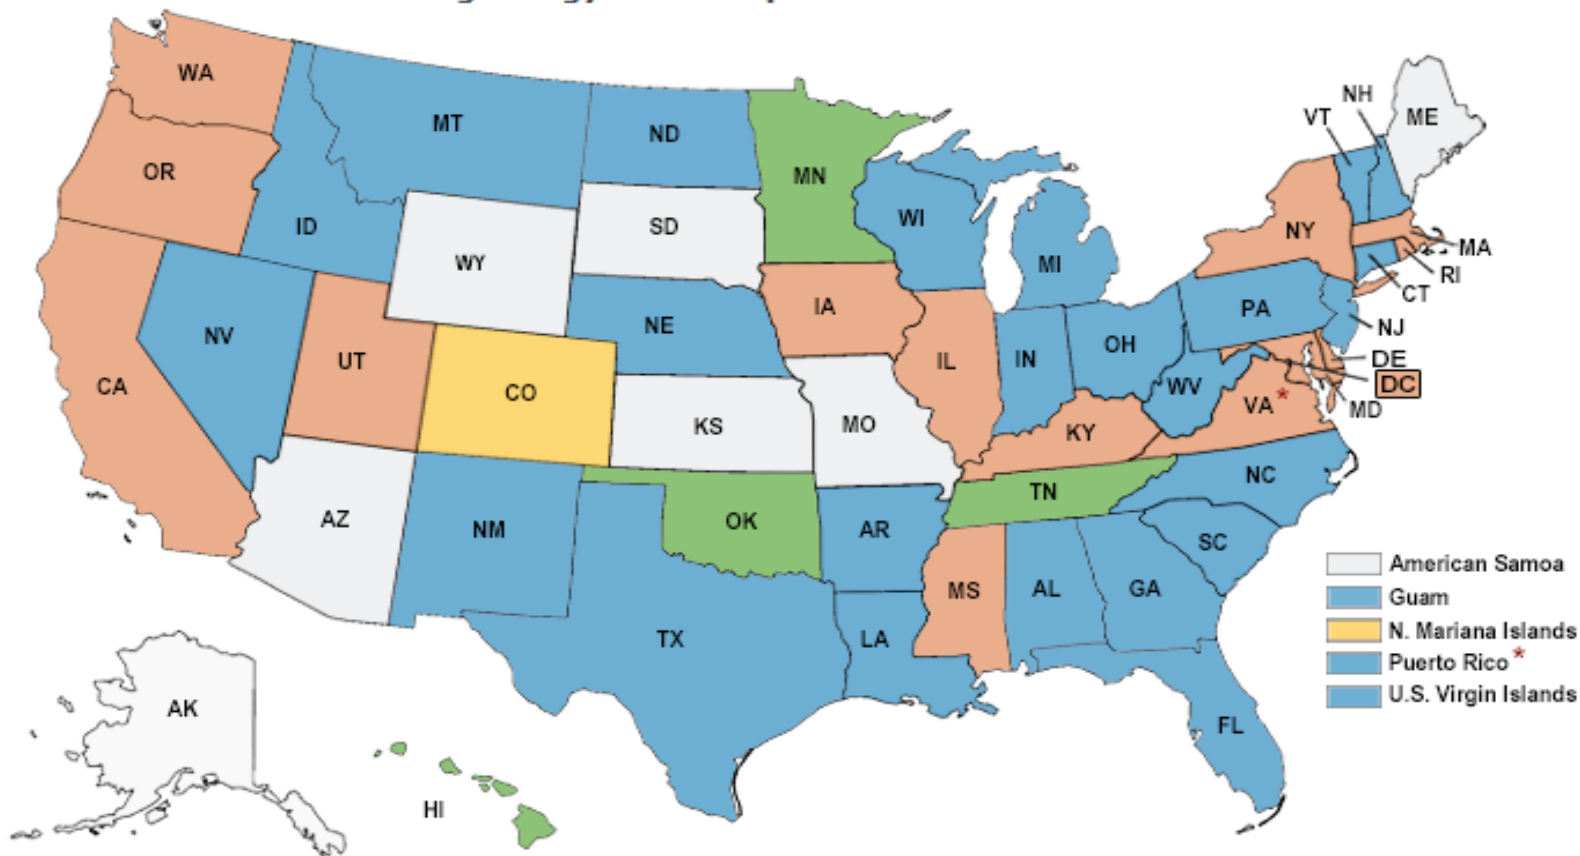 WA
OR
CA
NV
ID
MT
WY
UT
AZ
CO
NM
ND
SD
NE
KS
OK
TX
MN
IA
MO
AR
LA
WI
IL
MI
IN
OH
KY
TN
MS
AL
GA
FL
SC
NC
VA *
WV
PA
NY
VT
NH
ME
MA
RI
CT
NJ
DE
DC
MD
AK
HI
American Samoa
Guam
N. Mariana Islands
Puerto Rico *
U.S. Virgin Islands